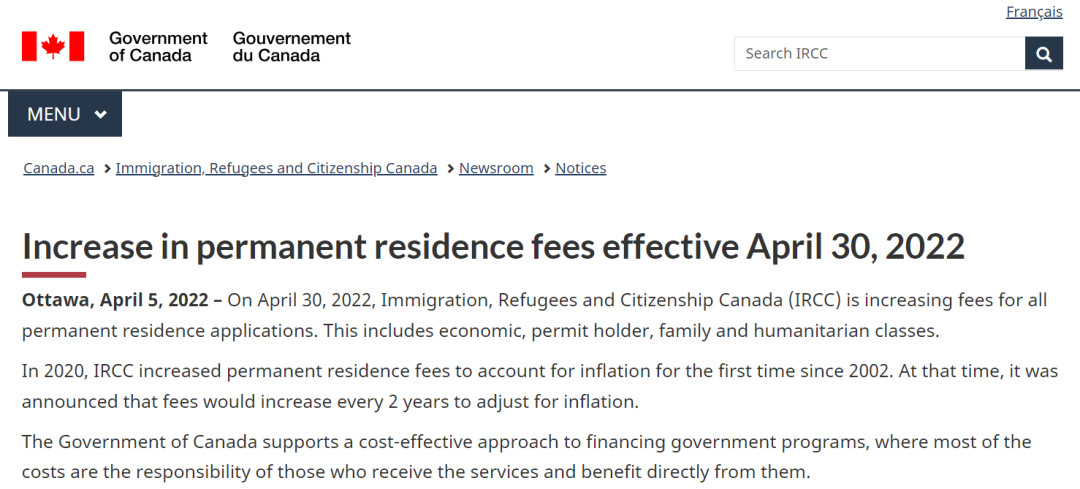 Français
Government of Canada
Gouvernement du Canada
Search IRCC
MENU
Canada.ca > Immigration, Refugees and Citizenship Canada > Newsroom > Notices
Increase in permanent residence fees effective April 30, 2022
Ottawa, April 5, 2022 – On April 30, 2022, Immigration, Refugees and Citizenship Canada (IRCC) is increasing fees for all
permanent residence applications. This includes economic, permit holder, family and humanitarian classes.
In 2020, IRCC increased permanent residence fees to account for inflation for the first time since 2002. At that time, it was
announced that fees would increase every 2 years to adjust for inflation.
The Government of Canada supports a cost-effective approach to financing government programs, where most of the
costs are the responsibility of those who receive the services and benefit directly from them.